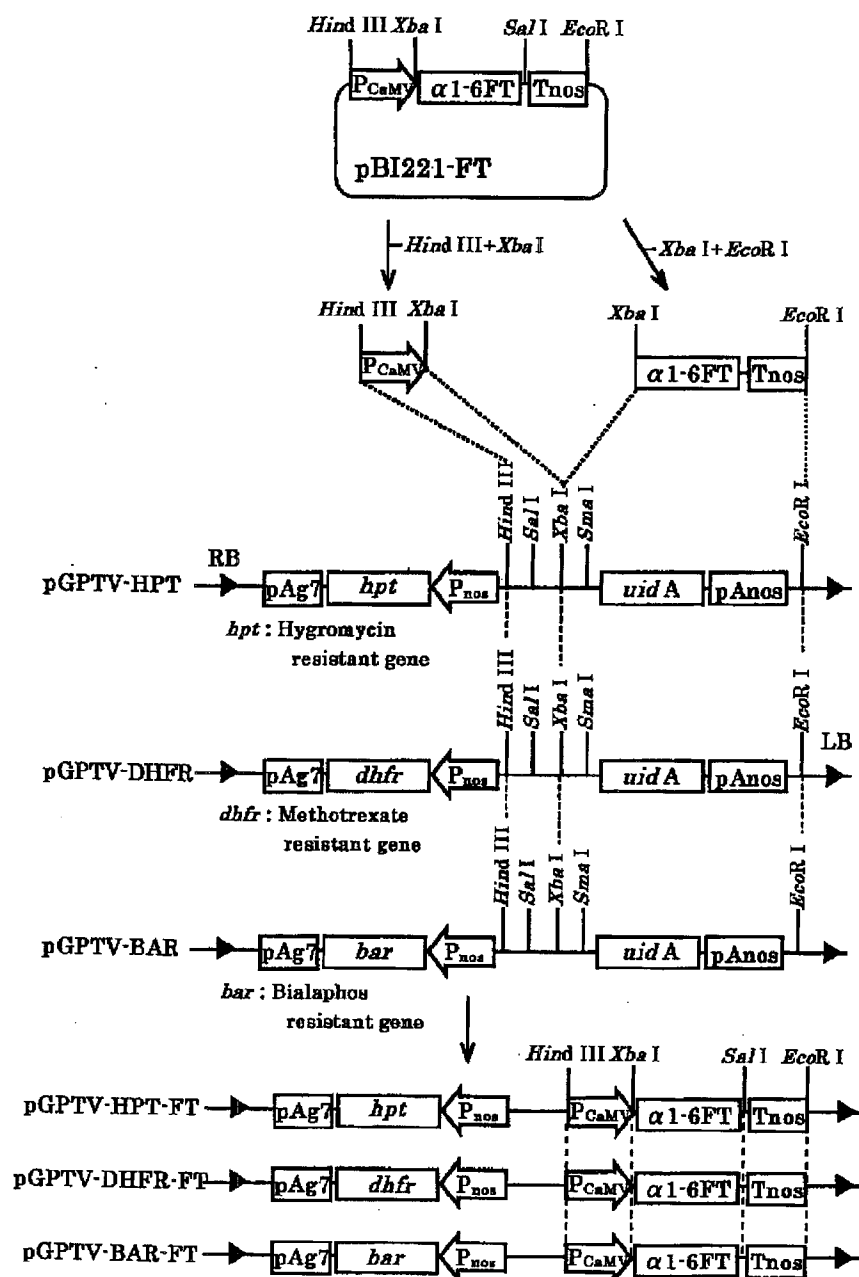 Hind III Xba I Sal I EcoR I
PCaMV α1-6FT Tnos
pBI221-FT
Hind III+Xba I Xba I+EcoR I
Hind III Xba I Xba I EcoR I
PCaMV α1-6FT Tnos
Hind III Sal I Xba I Sma I EcoR I
RB
pGPTV-HPT pAg7 hpt Pnos uidA pAnos
hpt : Hygromycin
resistant gene
Hind III Sal I Xba I Sma I EcoR I
LB
pGPTV-DHFR pAg7 dhfr Pnos uidA pAnos
dhfr : Methotrexate
resistant gene
Hind III Sal I Xba I Sma I EcoR I
pGPTV-BAR pAg7 bar Pnos uidA pAnos
bar : Bialaphos
resistant gene
Hind III Xba I Sal I EcoR I
pGPTV-HPT-FT pAg7 hpt Pnos PCaMV α1-6FT Tnos
pGPTV-DHFR-FT pAg7 dhfr Pnos PCaMV α1-6FT Tnos
pGPTV-BAR-FT pAg7 bar Pnos PCaMV α1-6FT Tnos